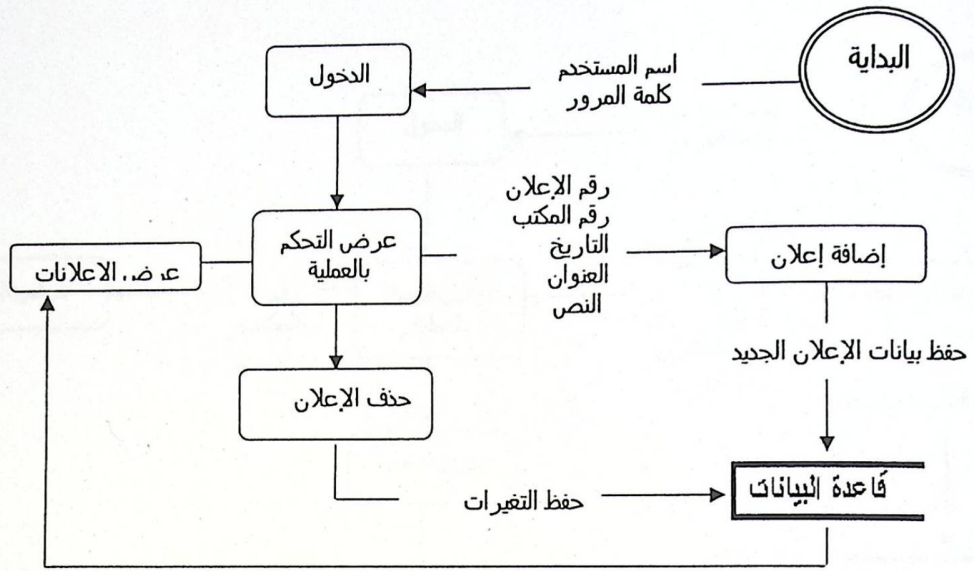 البداية
اسم المستخدم
كلمة المرور
الدخول
رقم الإعلان
رقم المكتب
التاريخ
العنوان
النص
إضافة إعلان
عرض التحكم
بالعملية
عرض الاعلانات
حفظ بيانات الإعلان الجديد
حذف الإعلان
قاعدة البيانات
حفظ التغيرات